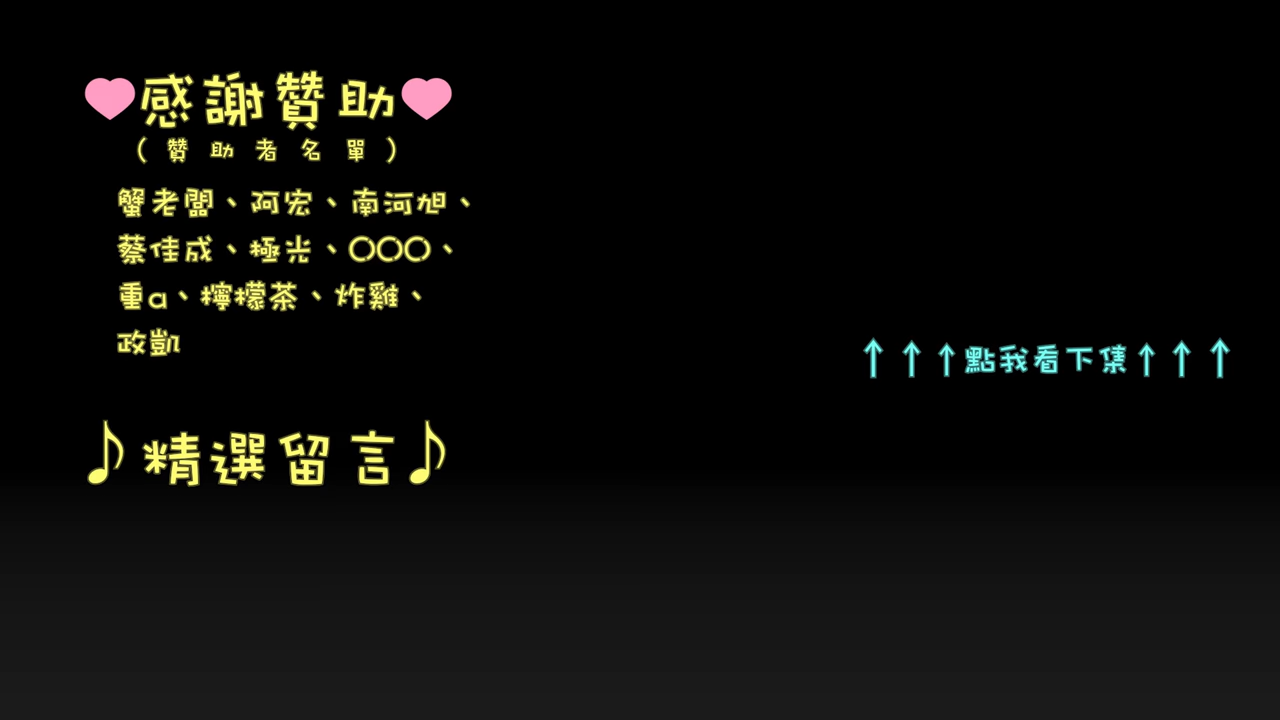 感謝贊助
(贊助者名單)
蟹老闆、阿宏、南河旭、
蔡佳成、極光、○○○、
重a、檸檬茶、炸雞、
政凱
↑↑↑點我看下集↑↑↑
♪精選留言♪